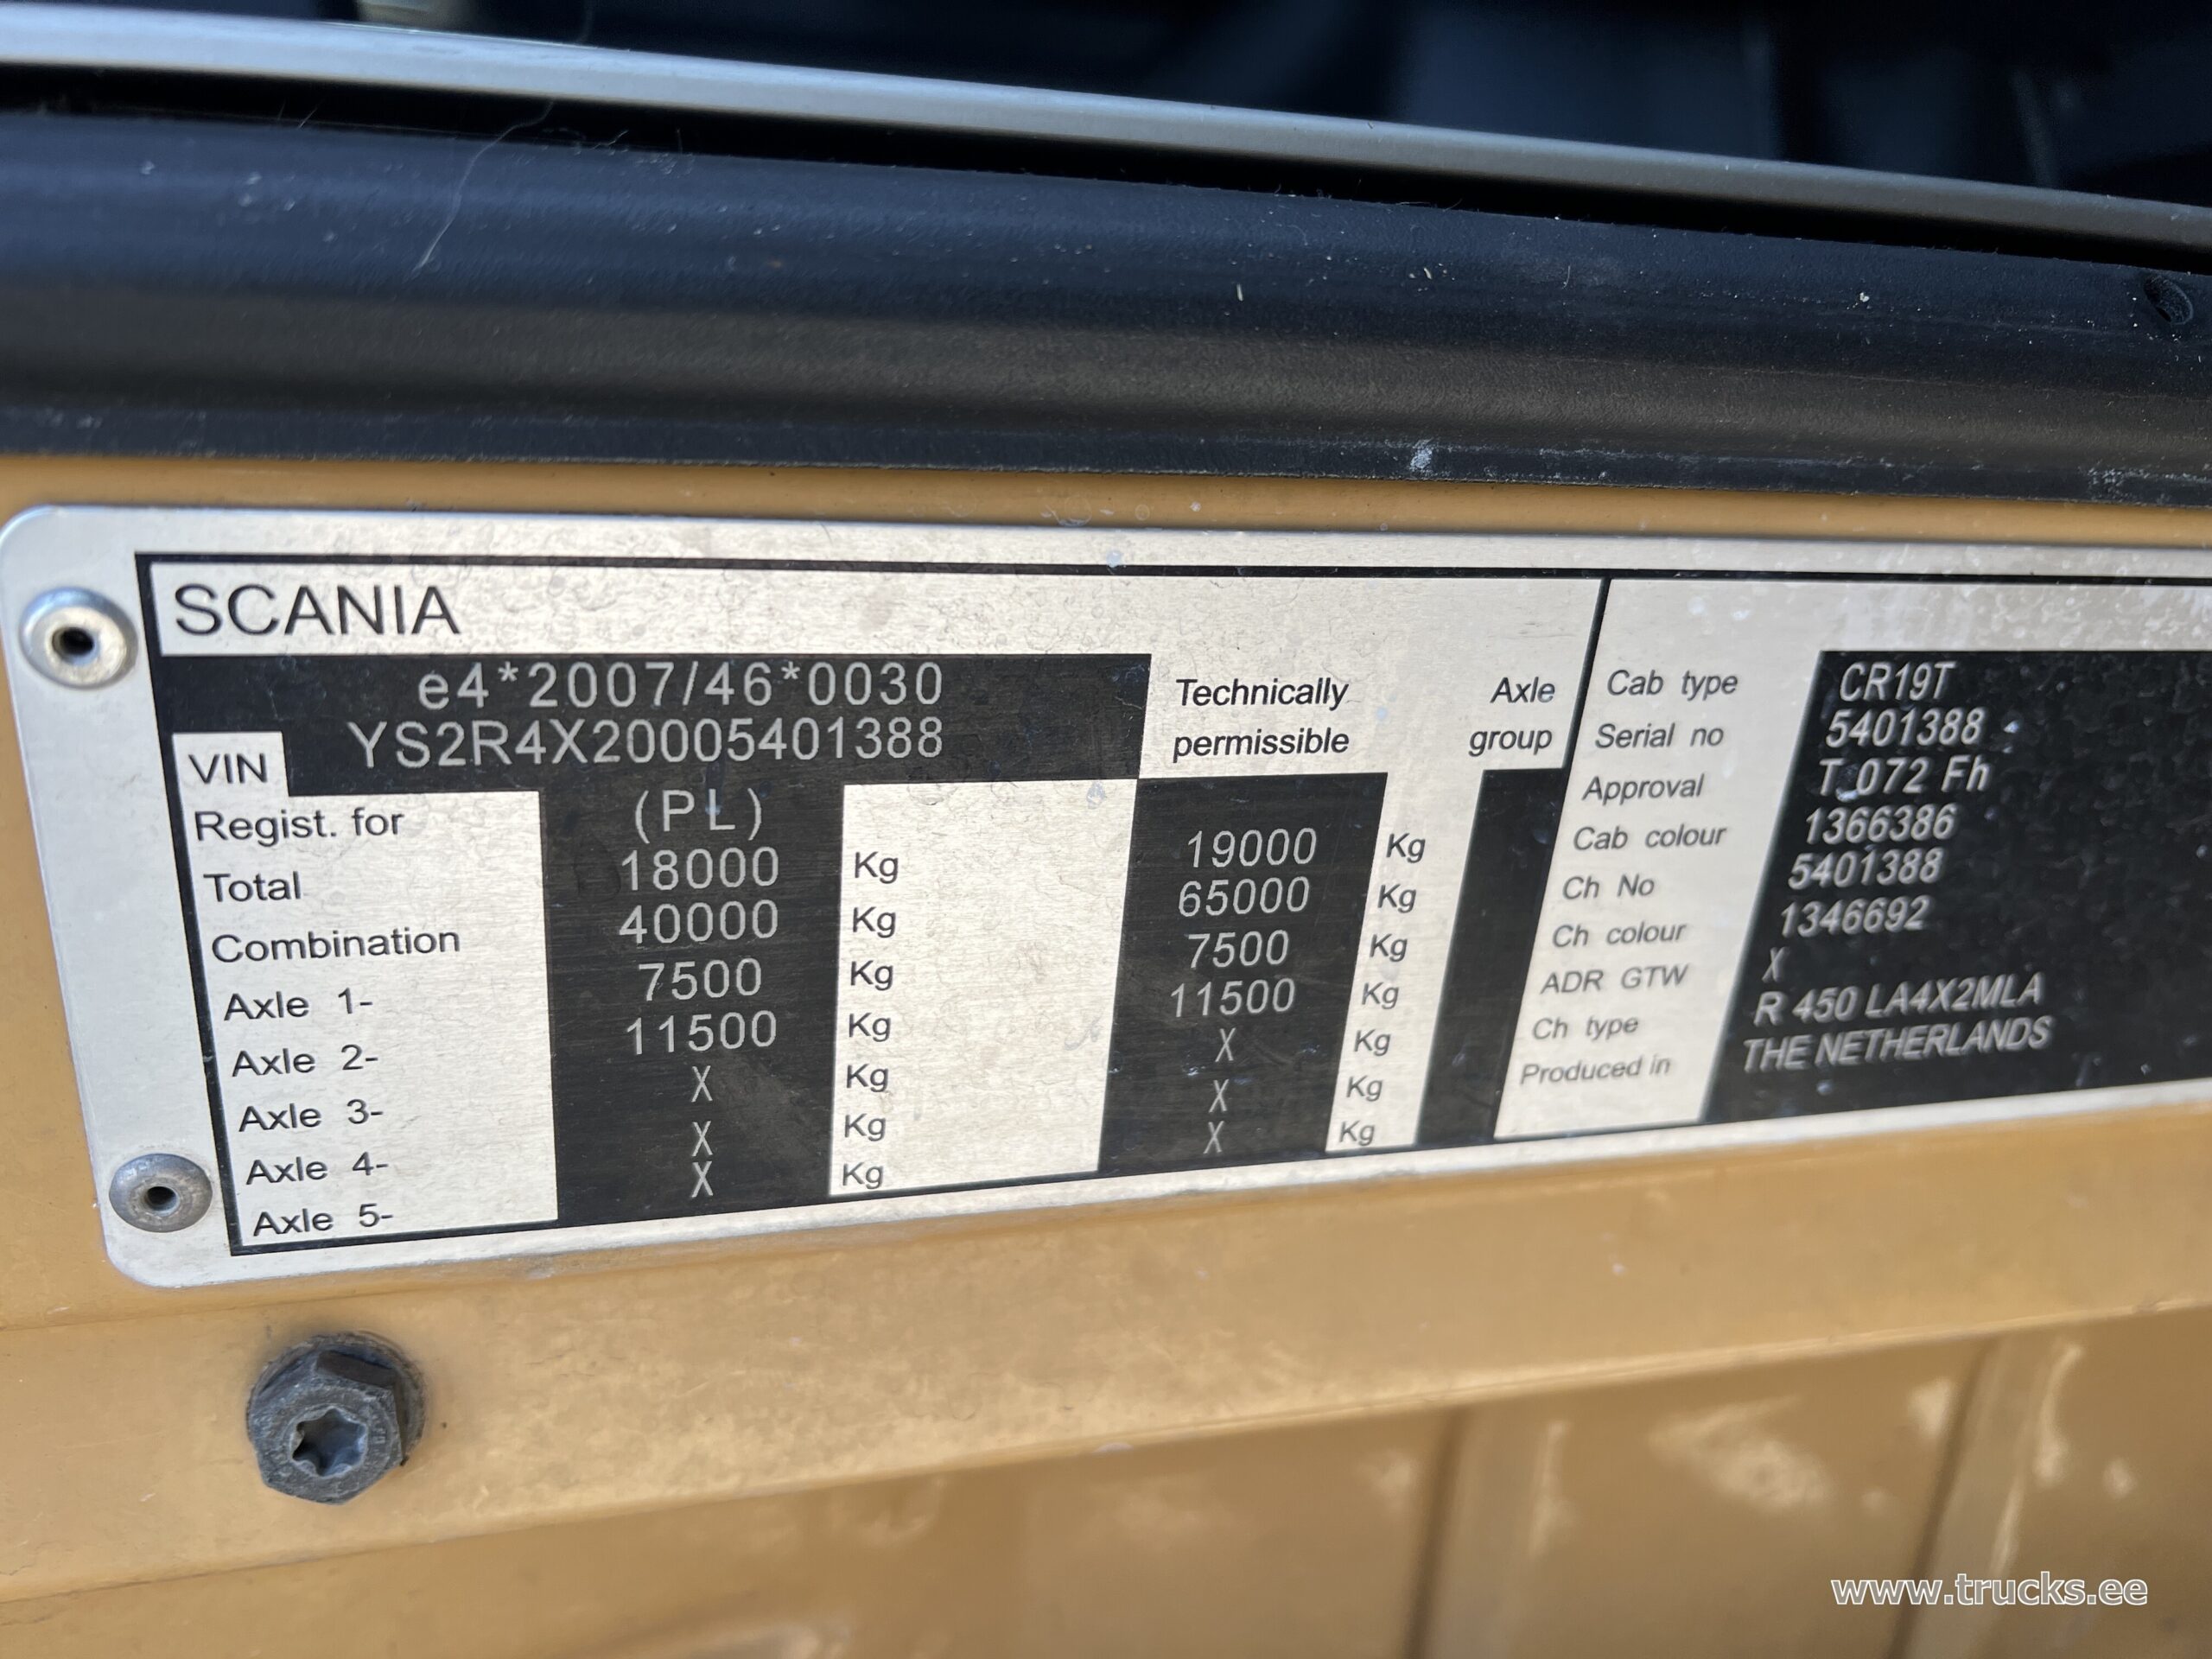 SCANIA
e4*2007/46*0030
VIN YS2R4X20005401388
Technically permissible
Axle group
Regist. for (PL)
Total 18000 Kg 19000 Kg
Combination 40000 Kg 65000 Kg
Axle 1- 7500 Kg 7500 Kg
Axle 2- 11500 Kg 11500 Kg
Axle 3- X Kg X Kg
Axle 4- X Kg X Kg
Axle 5- X Kg X Kg
Cab type CR19T
Serial no 5401388
Approval T_072 Fh
Cab colour 1366386
Ch No 5401388
Ch colour 1346692
ADR GTW X
Ch type R 450 LA4X2MLA
Produced in THE NETHERLANDS
www.trucks.ee